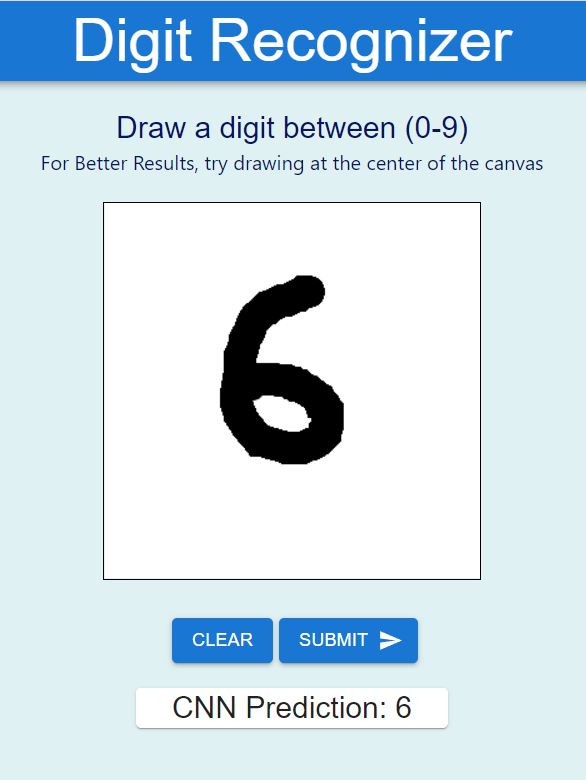 Digit Recognizer
Draw a digit between (0-9)
For Better Results, try drawing at the center of the canvas
6
CLEAR SUBMIT
CNN Prediction: 6